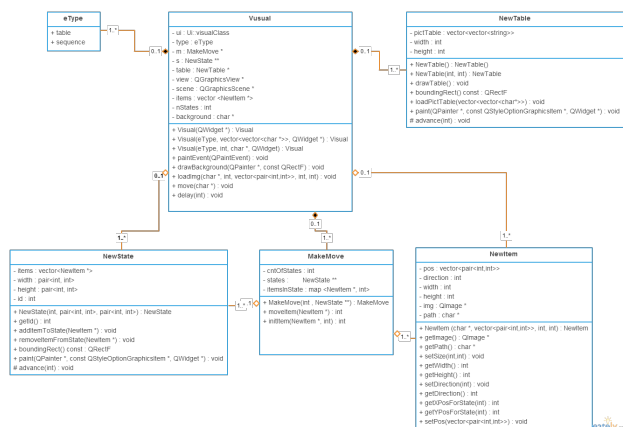 eType
+ table
+ sequence
1..*
0..1
Vusual
- ui : Ui::visualClass
- type : eType
- m : MakeMove *
- s : NewState **
- table : NewTable *
- view : QGraphicsView *
- scene : QGraphicsScene *
- items : vector <NewItem *>
- nStates : int
- background : char *
+ Visual(QWidget *) : Visual
+ Visual(eType, vector<vector<char *>>, QWidget *) : Visual
+ Visual(eType, int, char *, QWidget) : Visual
+ paintEvent(QPaintEvent) : void
+ drawBackground(QPainter *, const QRectF) : void
+ loadImg(char *, int, vector<pair<int,int>>, int, int) : void
+ move(char *) : void
+ delay(int) : void
0..1
1..*
NewTable
- pictTable : vector<vector<string>>
- width : int
- height : int
+ NewTable() : NewTable()
+ NewTable(int, int) : NewTable
+ drawTable() : void
+ boundingRect() const : QRectF
+ loadPictTable(vector<vector<char*>>) : void
+ paint(QPainter *, const QStyleOptionGraphicsItem *, QWidget *) : void
# advance(int) : void
0..1
0..1
0..1
1..*
1..*
1..*
NewState
- items : vector<NewItem *>
- width : pair<int, int>
- height : pair<int, int>
- id : int
+ NewState(int, pair<int, int>, pair<int, int>) : NewState
+ getId() : int
+ addItemToState(NewItem *) : void
+ removeItemFromState(NewItem *) : void
+ boundingRect() const : QRectF
+ paint(QPainter *, const QStyleOptionGraphicsItem *, QWidget *) : void
# advance(int) : void
1..*
MakeMove
- cntOfStates : int
- states : NewState **
- itemsInState : map <NewItem *, int>
+ MakeMove(int , NewState **) : MakeMove
+ moveItem(NewItem *) : int
+ initItem(NewItem *, int) : int
1..*
NewItem
- pos : vector<pair<int,int>>
- direction : int
- width : int
- height : int
- img : QImage *
- path : char *
+ NewItem (char *, vector<pair<int,int>>, int, int) : NewItem
+ getImage() : QImage *
+ getPath() : char *
+ setSize(int,int) : void
+ getWidth() : int
+ getHeight() : int
+ setDirection(int) : void
+ getDirection() : int
+ getXPosForState(int) : int
+ getYPosForState(int) : int
+ setPos(vector<pair<int,int>>) : void